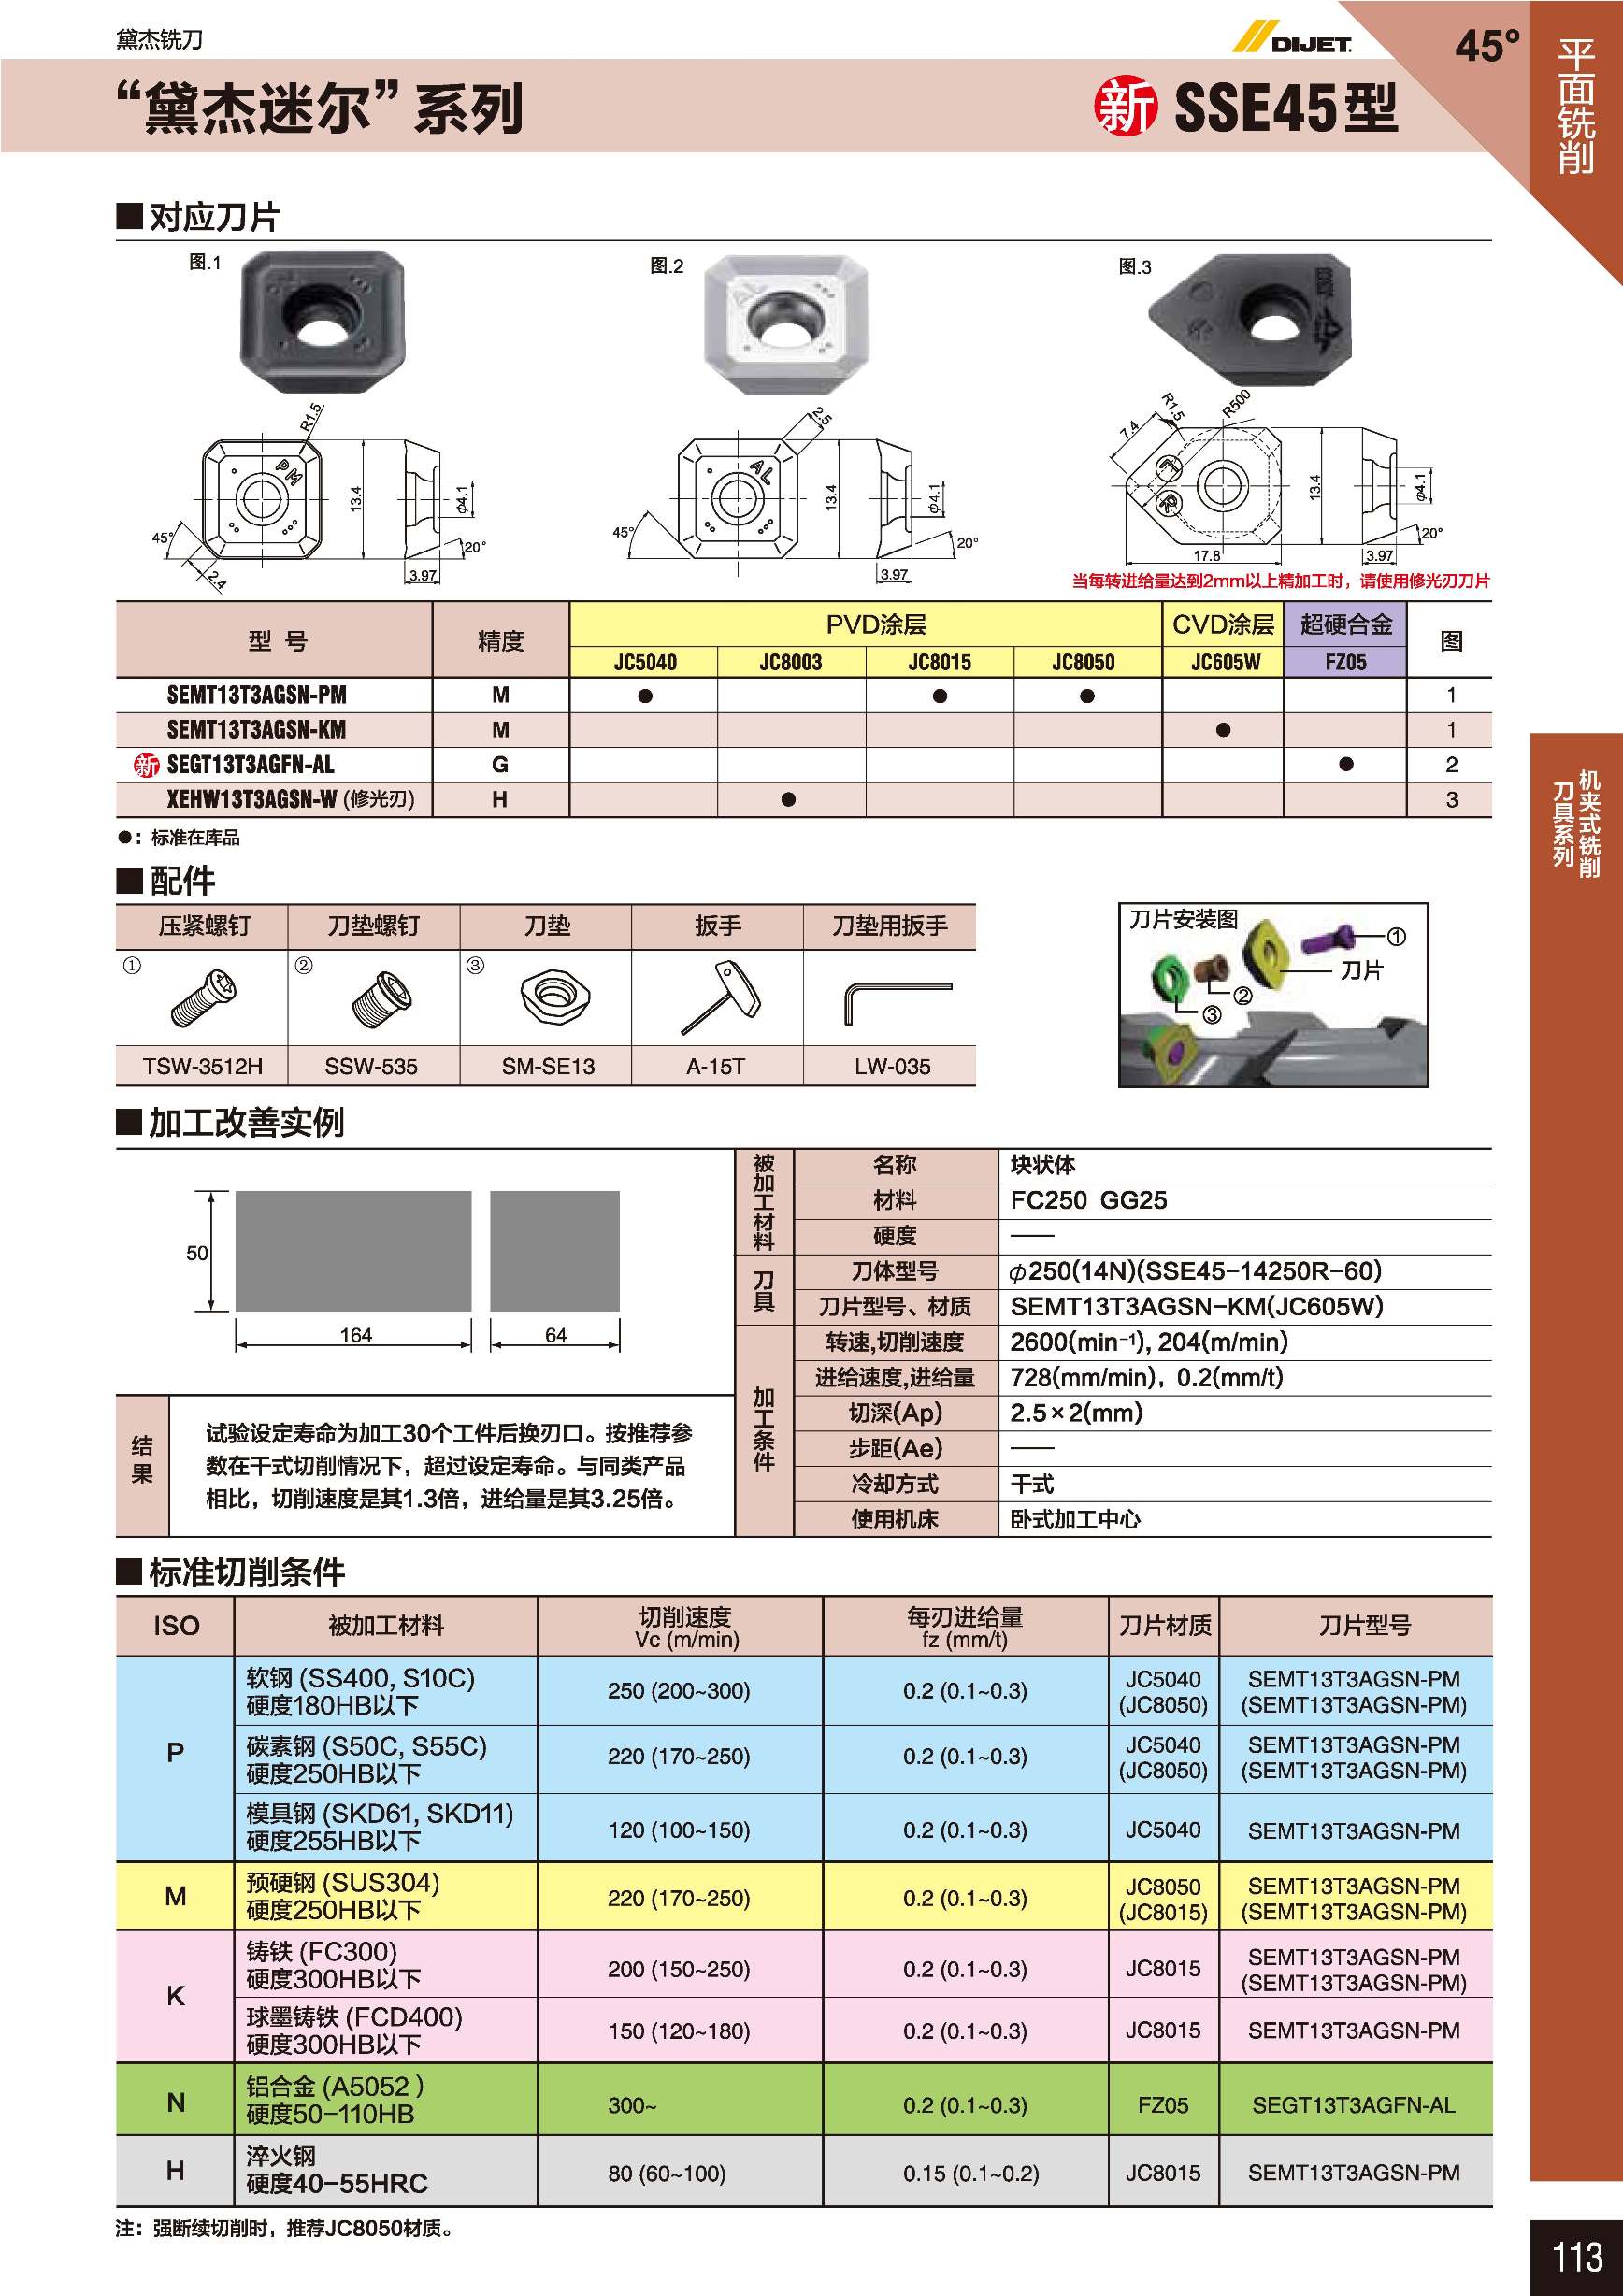 黛杰铣刀
DIJET
45°
平面铣削
“黛杰迷尔”系列
新 SSE45型
■对应刀片
图.1
图.2
图.3
R1.5
PM
13.4
φ4.1
45°
2.4
3.97
20°
2.5
AL
13.4
φ4.1
45°
3.97
20°
R1.5
R500
7.4
L
R
13.4
φ4.1
17.8
3.97
20°
当每转进给量达到2mm以上精加工时，请使用修光刃刀片
型 号 精度 PVD涂层 CVD涂层 超硬合金 图
JC5040 JC8003 JC8015 JC8050 JC605W FZ05
SEMT13T3AGSN-PM M ● ● ● 1
SEMT13T3AGSN-KM M ● 1
新 SEGT13T3AGFN-AL G ● 2
XEHW13T3AGSN-W (修光刃) H ● 3
●：标准在库品
■配件
压紧螺钉 刀垫螺钉 刀垫 扳手 刀垫用扳手
① ② ③
TSW-3512H SSW-535 SM-SE13 A-15T LW-035
刀片安装图
①
刀片
②
③
机夹式铣削
刀具系列
■加工改善实例
50
164
64
被加工材料
名称 块状体
材料 FC250 GG25
硬度 ——
刀具
刀体型号 φ250(14N)(SSE45-14250R-60)
刀片型号、材质 SEMT13T3AGSN-KM(JC605W)
加工条件
转速,切削速度 2600(min⁻¹), 204(m/min)
进给速度,进给量 728(mm/min), 0.2(mm/t)
切深(Ap) 2.5×2(mm)
步距(Ae) ——
冷却方式 干式
使用机床 卧式加工中心
结果
试验设定寿命为加工30个工件后换刃口。按推荐参
数在干式切削情况下，超过设定寿命。与同类产品
相比，切削速度是其1.3倍，进给量是其3.25倍。
■标准切削条件
ISO 被加工材料 切削速度 每刃进给量 刀片材质 刀片型号
Vc (m/min) fz (mm/t)
P
软钢 (SS400, S10C) JC5040 SEMT13T3AGSN-PM
硬度180HB以下 250 (200~300) 0.2 (0.1~0.3) (JC8050) (SEMT13T3AGSN-PM)
碳素钢 (S50C, S55C) JC5040 SEMT13T3AGSN-PM
硬度250HB以下 220 (170~250) 0.2 (0.1~0.3) (JC8050) (SEMT13T3AGSN-PM)
模具钢 (SKD61, SKD11)
硬度255HB以下 120 (100~150) 0.2 (0.1~0.3) JC5040 SEMT13T3AGSN-PM
M
预硬钢 (SUS304) JC8050 SEMT13T3AGSN-PM
硬度250HB以下 220 (170~250) 0.2 (0.1~0.3) (JC8015) (SEMT13T3AGSN-PM)
K
铸铁 (FC300) SEMT13T3AGSN-PM
硬度300HB以下 200 (150~250) 0.2 (0.1~0.3) JC8015 (SEMT13T3AGSN-PM)
球墨铸铁 (FCD400)
硬度300HB以下 150 (120~180) 0.2 (0.1~0.3) JC8015 SEMT13T3AGSN-PM
N
铝合金 (A5052 )
硬度50-110HB 300~ 0.2 (0.1~0.3) FZ05 SEGT13T3AGFN-AL
H
淬火钢
硬度40-55HRC 80 (60~100) 0.15 (0.1~0.2) JC8015 SEMT13T3AGSN-PM
注：强断续切削时，推荐JC8050材质。
113